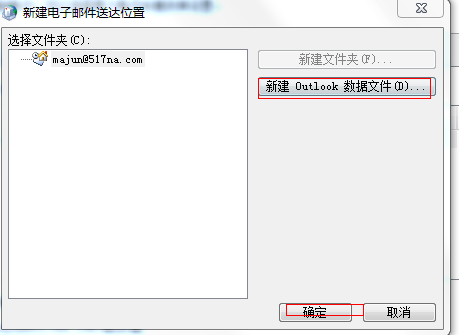 新建电子邮件送达位置
选择文件夹(C):
majun@517na.com
新建文件夹(F)...
新建 Outlook 数据文件(D)...
确定
取消